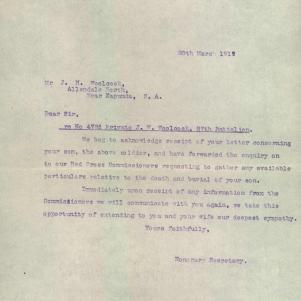 20th March 1918
Mr J. H. Woolcock,
Allendale North,
Near Kapunda, S. A.
Dear Sir,
re No 4786 Private J. W. Woolcock, 27th Battalion.
We beg to acknowledge receipt of your letter concerning
your son, the above soldier, and have forwarded the enquiry on
to our Red Cross Commissioners requesting to gather any available
particulars relative to the death and burial of your son.
Immediately upon receipt of any information from the
Commissioners we will communicate with you again, we take this
opportunity of extending to you and your wife our deepest sympathy.
Yours faithfully,
Honorary Secretary.